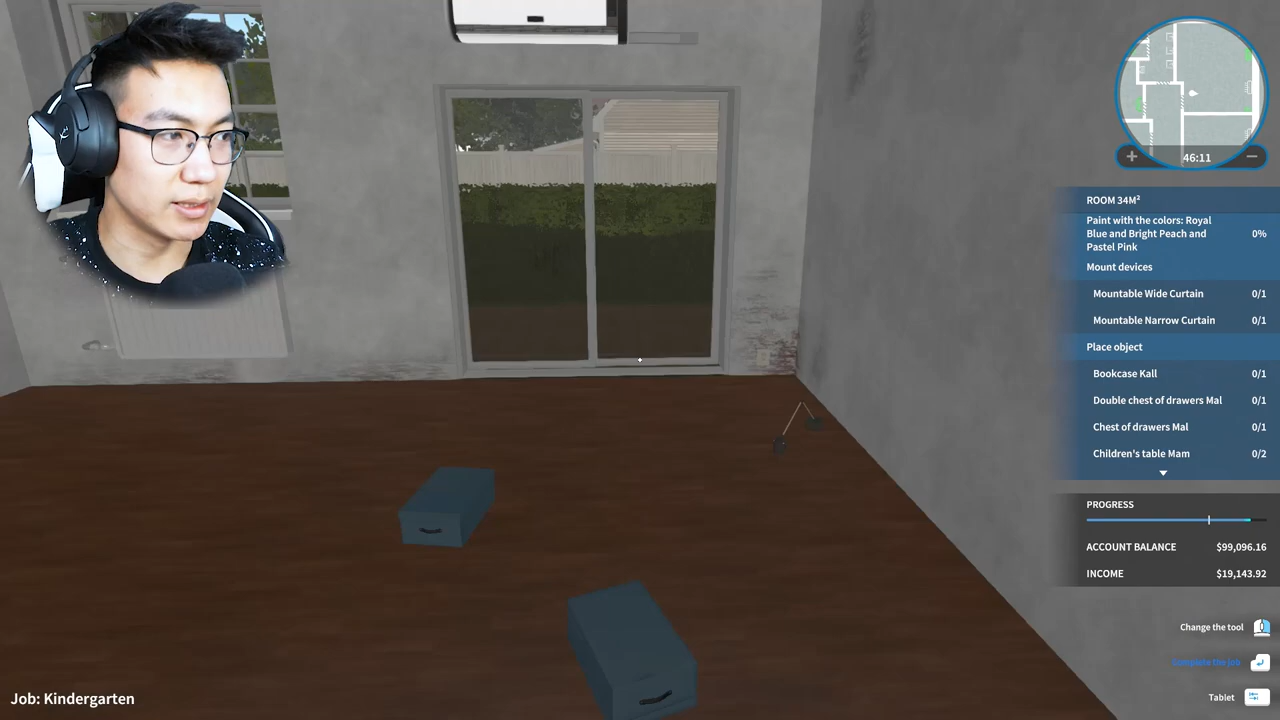 46:11
ROOM 34M²
Paint with the colors: Royal
Blue and Bright Peach and
Pastel Pink
0%
Mount devices
Mountable Wide Curtain 0/1
Mountable Narrow Curtain 0/1
Place object
Bookcase Kall 0/1
Double chest of drawers Mal 0/1
Chest of drawers Mal 0/1
Children's table Mam 0/2
PROGRESS
ACCOUNT BALANCE $99,096.16
INCOME $19,143.92
Change the tool
Complete the job
Tablet
Job: Kindergarten